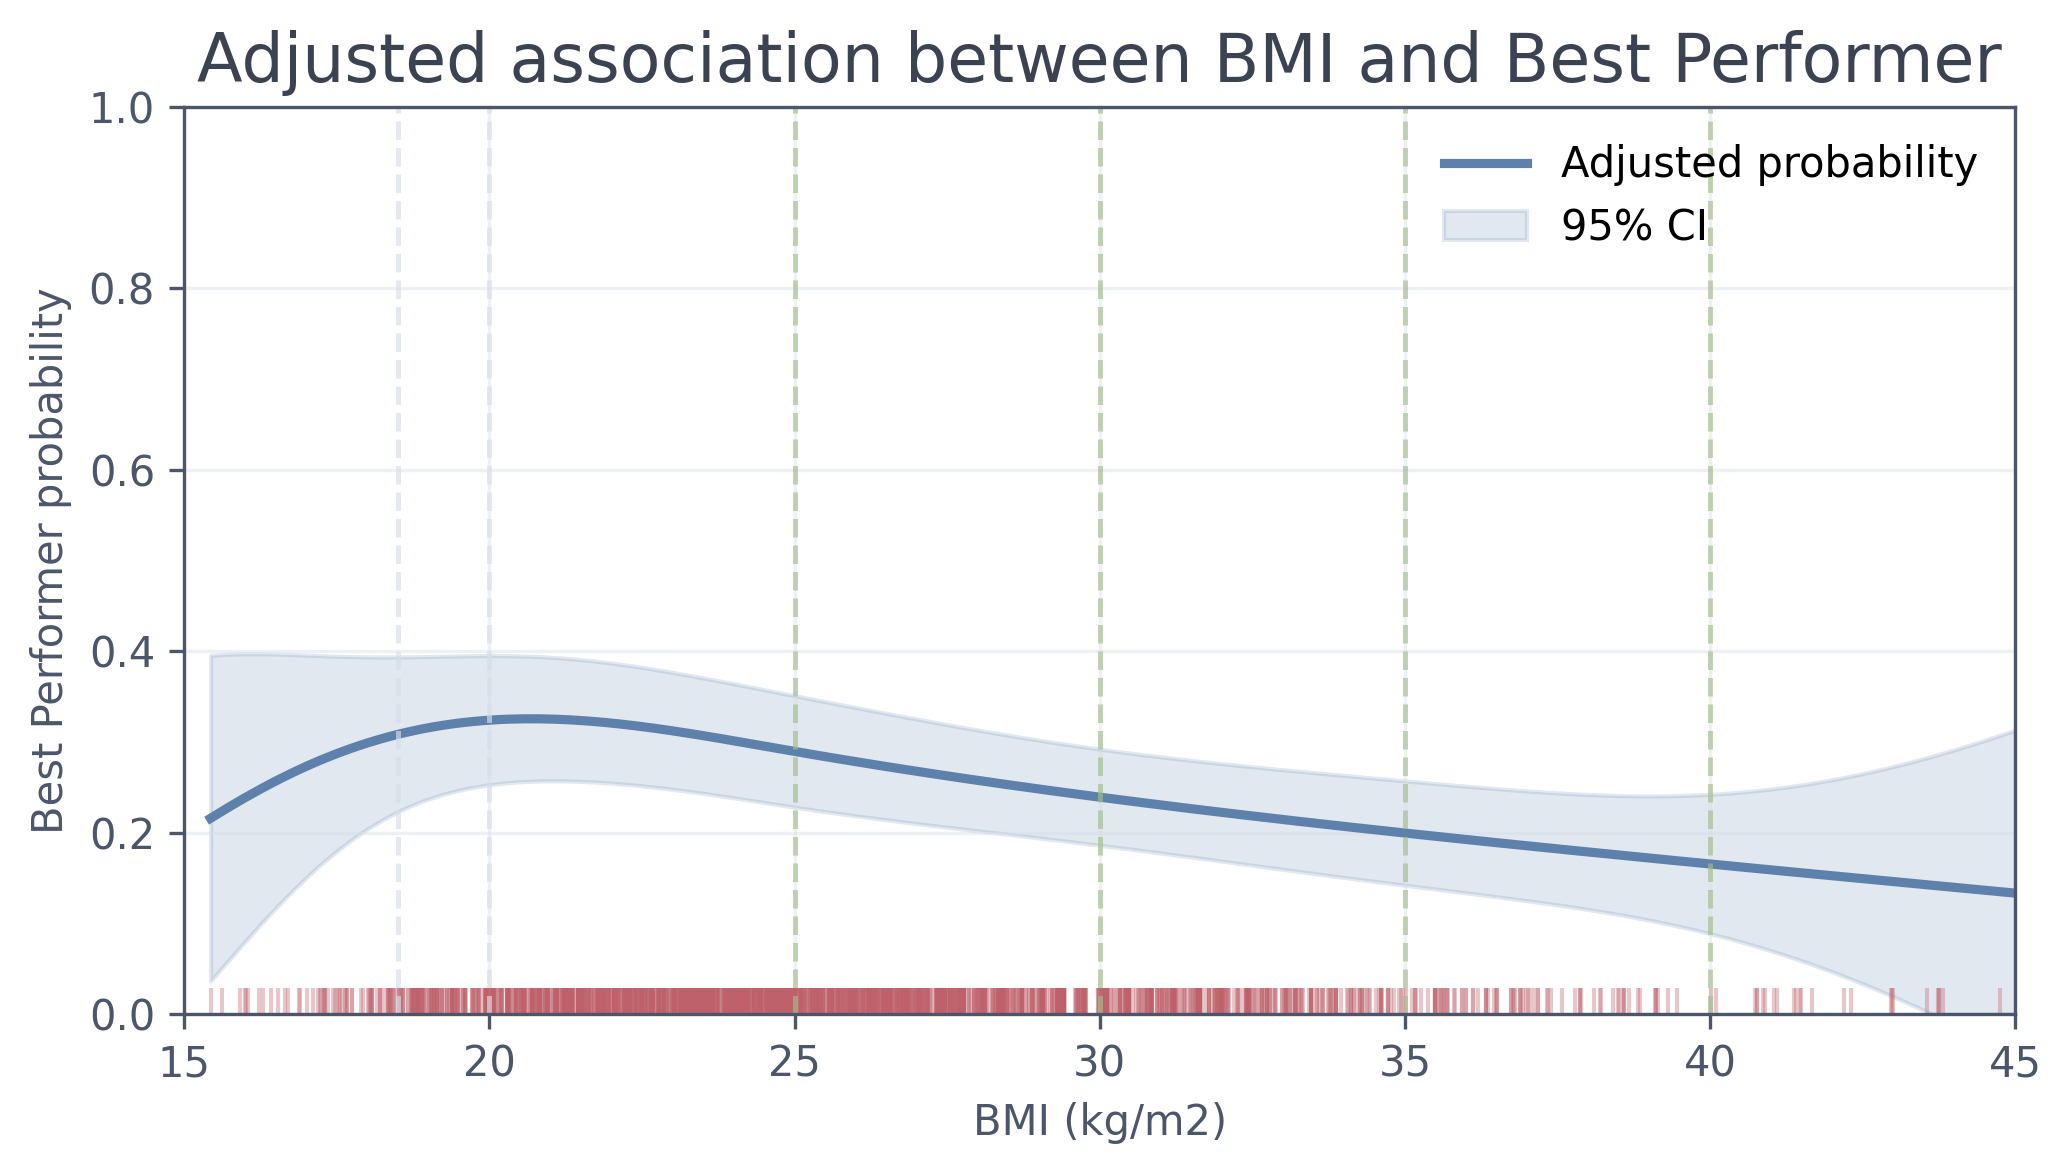 Adjusted association between BMI and Best Performer
Adjusted probability
95% CI
Best Performer probability
1.0
0.8
0.6
0.4
0.2
0.0
15 20 25 30 35 40 45
BMI (kg/m2)